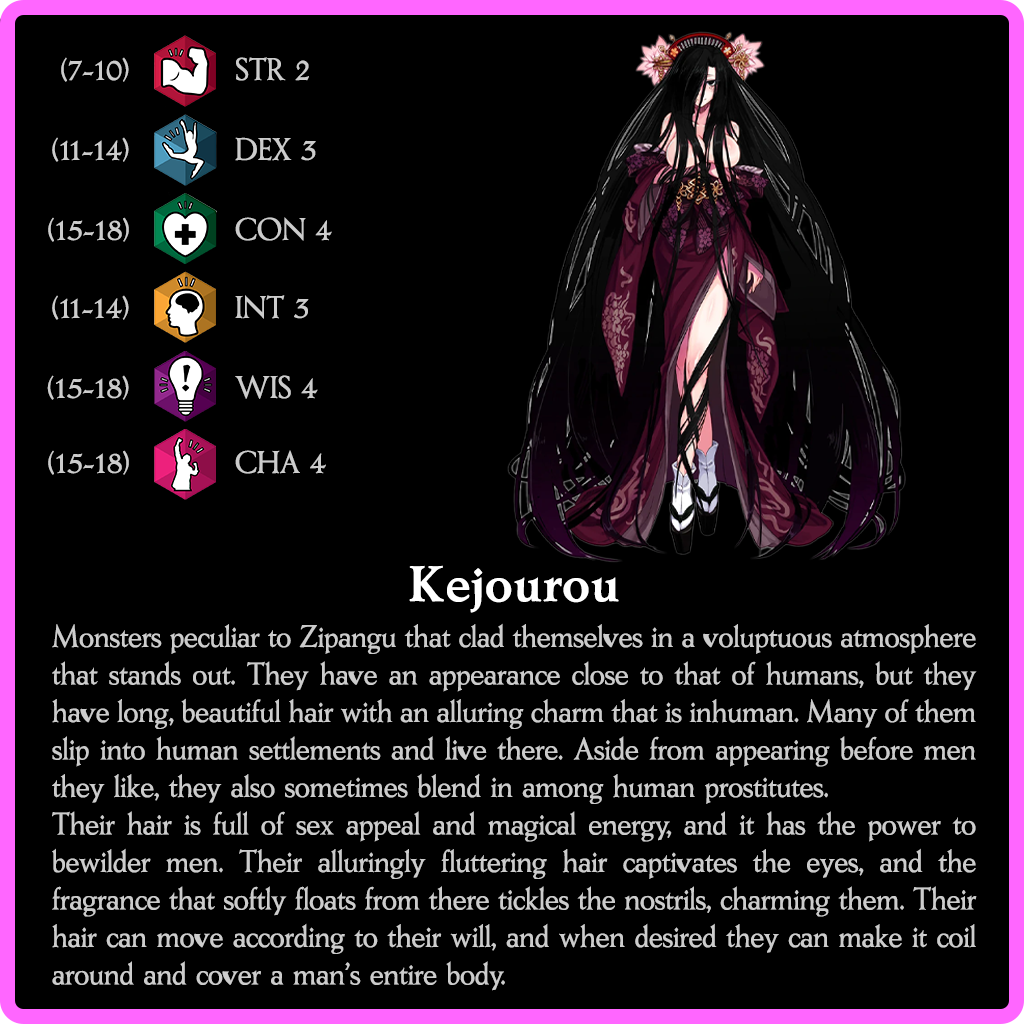 (7-10) STR 2
(11-14) DEX 3
(15-18) CON 4
(11-14) INT 3
(15-18) WIS 4
(15-18) CHA 4
Kejourou
Monsters peculiar to Zipangu that clad themselves in a voluptuous atmosphere
that stands out. They have an appearance close to that of humans, but they
have long, beautiful hair with an alluring charm that is inhuman. Many of them
slip into human settlements and live there. Aside from appearing before men
they like, they also sometimes blend in among human prostitutes.
Their hair is full of sex appeal and magical energy, and it has the power to
bewilder men. Their alluringly fluttering hair captivates the eyes, and the
fragrance that softly floats from there tickles the nostrils, charming them. Their
hair can move according to their will, and when desired they can make it coil
around and cover a man's entire body.